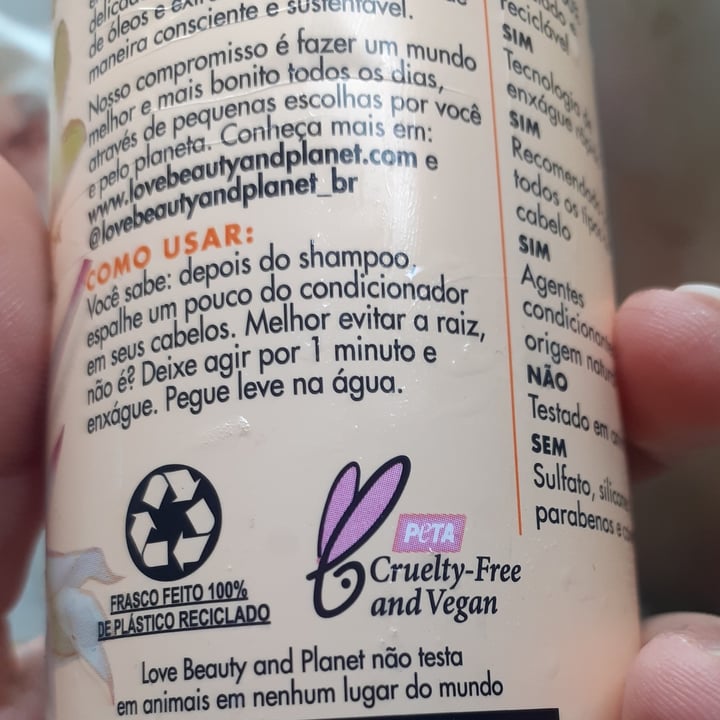 de óleos e
maneira consciente e sustentável.
Nosso compromisso é fazer um mundo
melhor e mais bonito todos os dias,
através de pequenas escolhas por você
e pelo planeta. Conheça mais em:
www.lovebeautyandplanet.com e
@lovebeautyandplanet_br
COMO USAR:
Você sabe: depois do shampoo,
espalhe um pouco do condicionador
em seus cabelos. Melhor evitar a raiz,
não é? Deixe agir por 1 minuto e
enxágue. Pegue leve na água.
FRASCO FEITO 100%
DE PLÁSTICO RECICLADO
PETA
Cruelty-Free
and Vegan
Love Beauty and Planet não testa
em animais em nenhum lugar do mundo
reciclável
SIM
Tecnologia de
enxágue
SIM
todos os
cabelo
SIM
Agentes
origem
NÃO
Testado em
SEM
Sulfato,
parabenos e